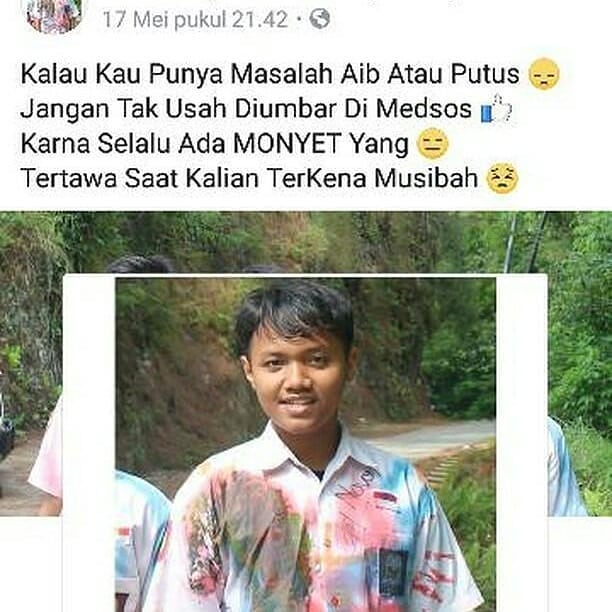 17 Mei pukul 21.42 ·
Kalau Kau Punya Masalah Aib Atau Putus 😞
Jangan Tak Usah Diumbar Di Medsos 👍
Karna Selalu Ada MONYET Yang 😑
Tertawa Saat Kalian TerKena Musibah 😣